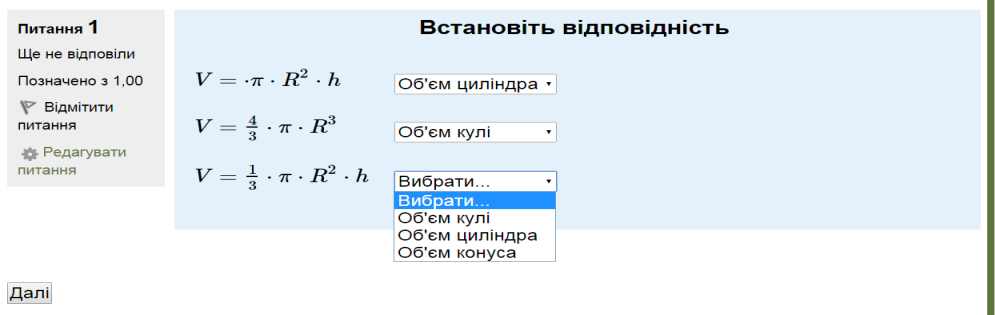 Питання 1
Ще не відповіли
Позначено з 1,00
Відмітити
питання
Редагувати
питання
Встановіть відповідність
V = ·π · R² · h
Об'єм циліндра
V = 4/3 · π · R³
Об'єм кулі
V = 1/3 · π · R² · h
Вибрати...
Вибрати...
Об'єм кулі
Об'єм циліндра
Об'єм конуса
Далі